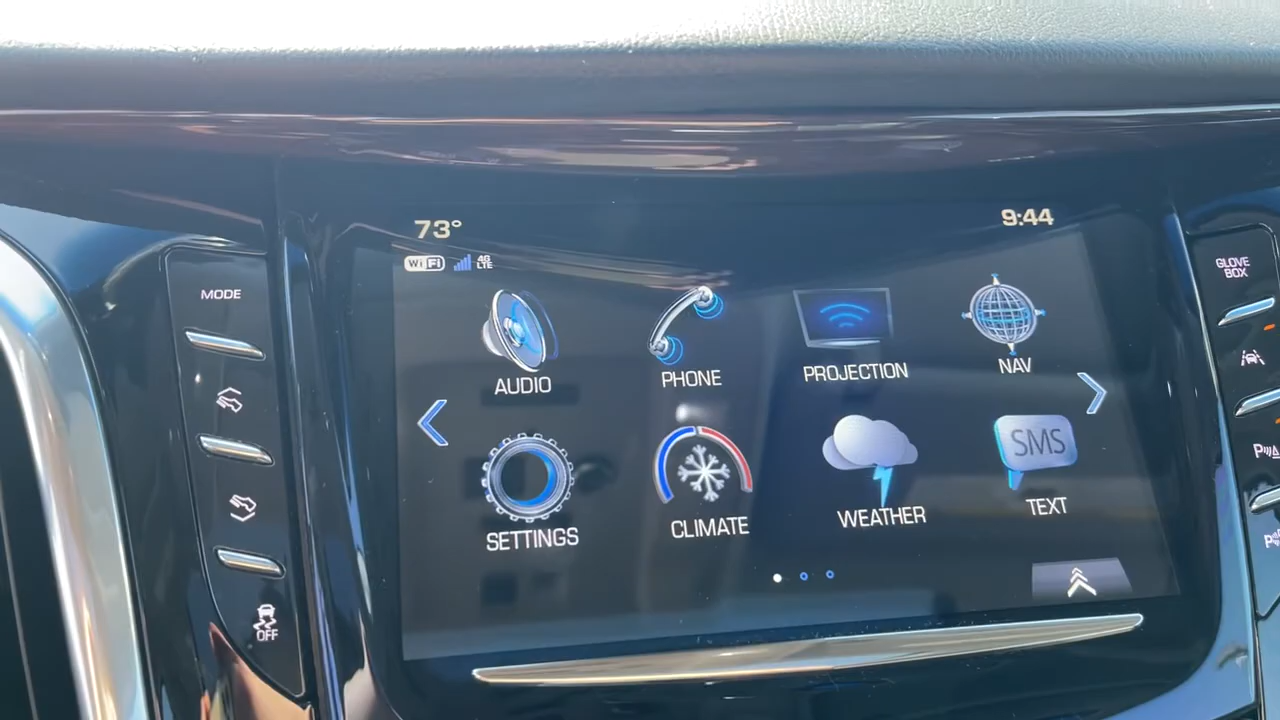 73°
9:44
WiFi
4G
LTE
MODE
GLOVE
BOX
AUDIO
PHONE
PROJECTION
NAV
SETTINGS
CLIMATE
WEATHER
SMS
TEXT
OFF
P
P